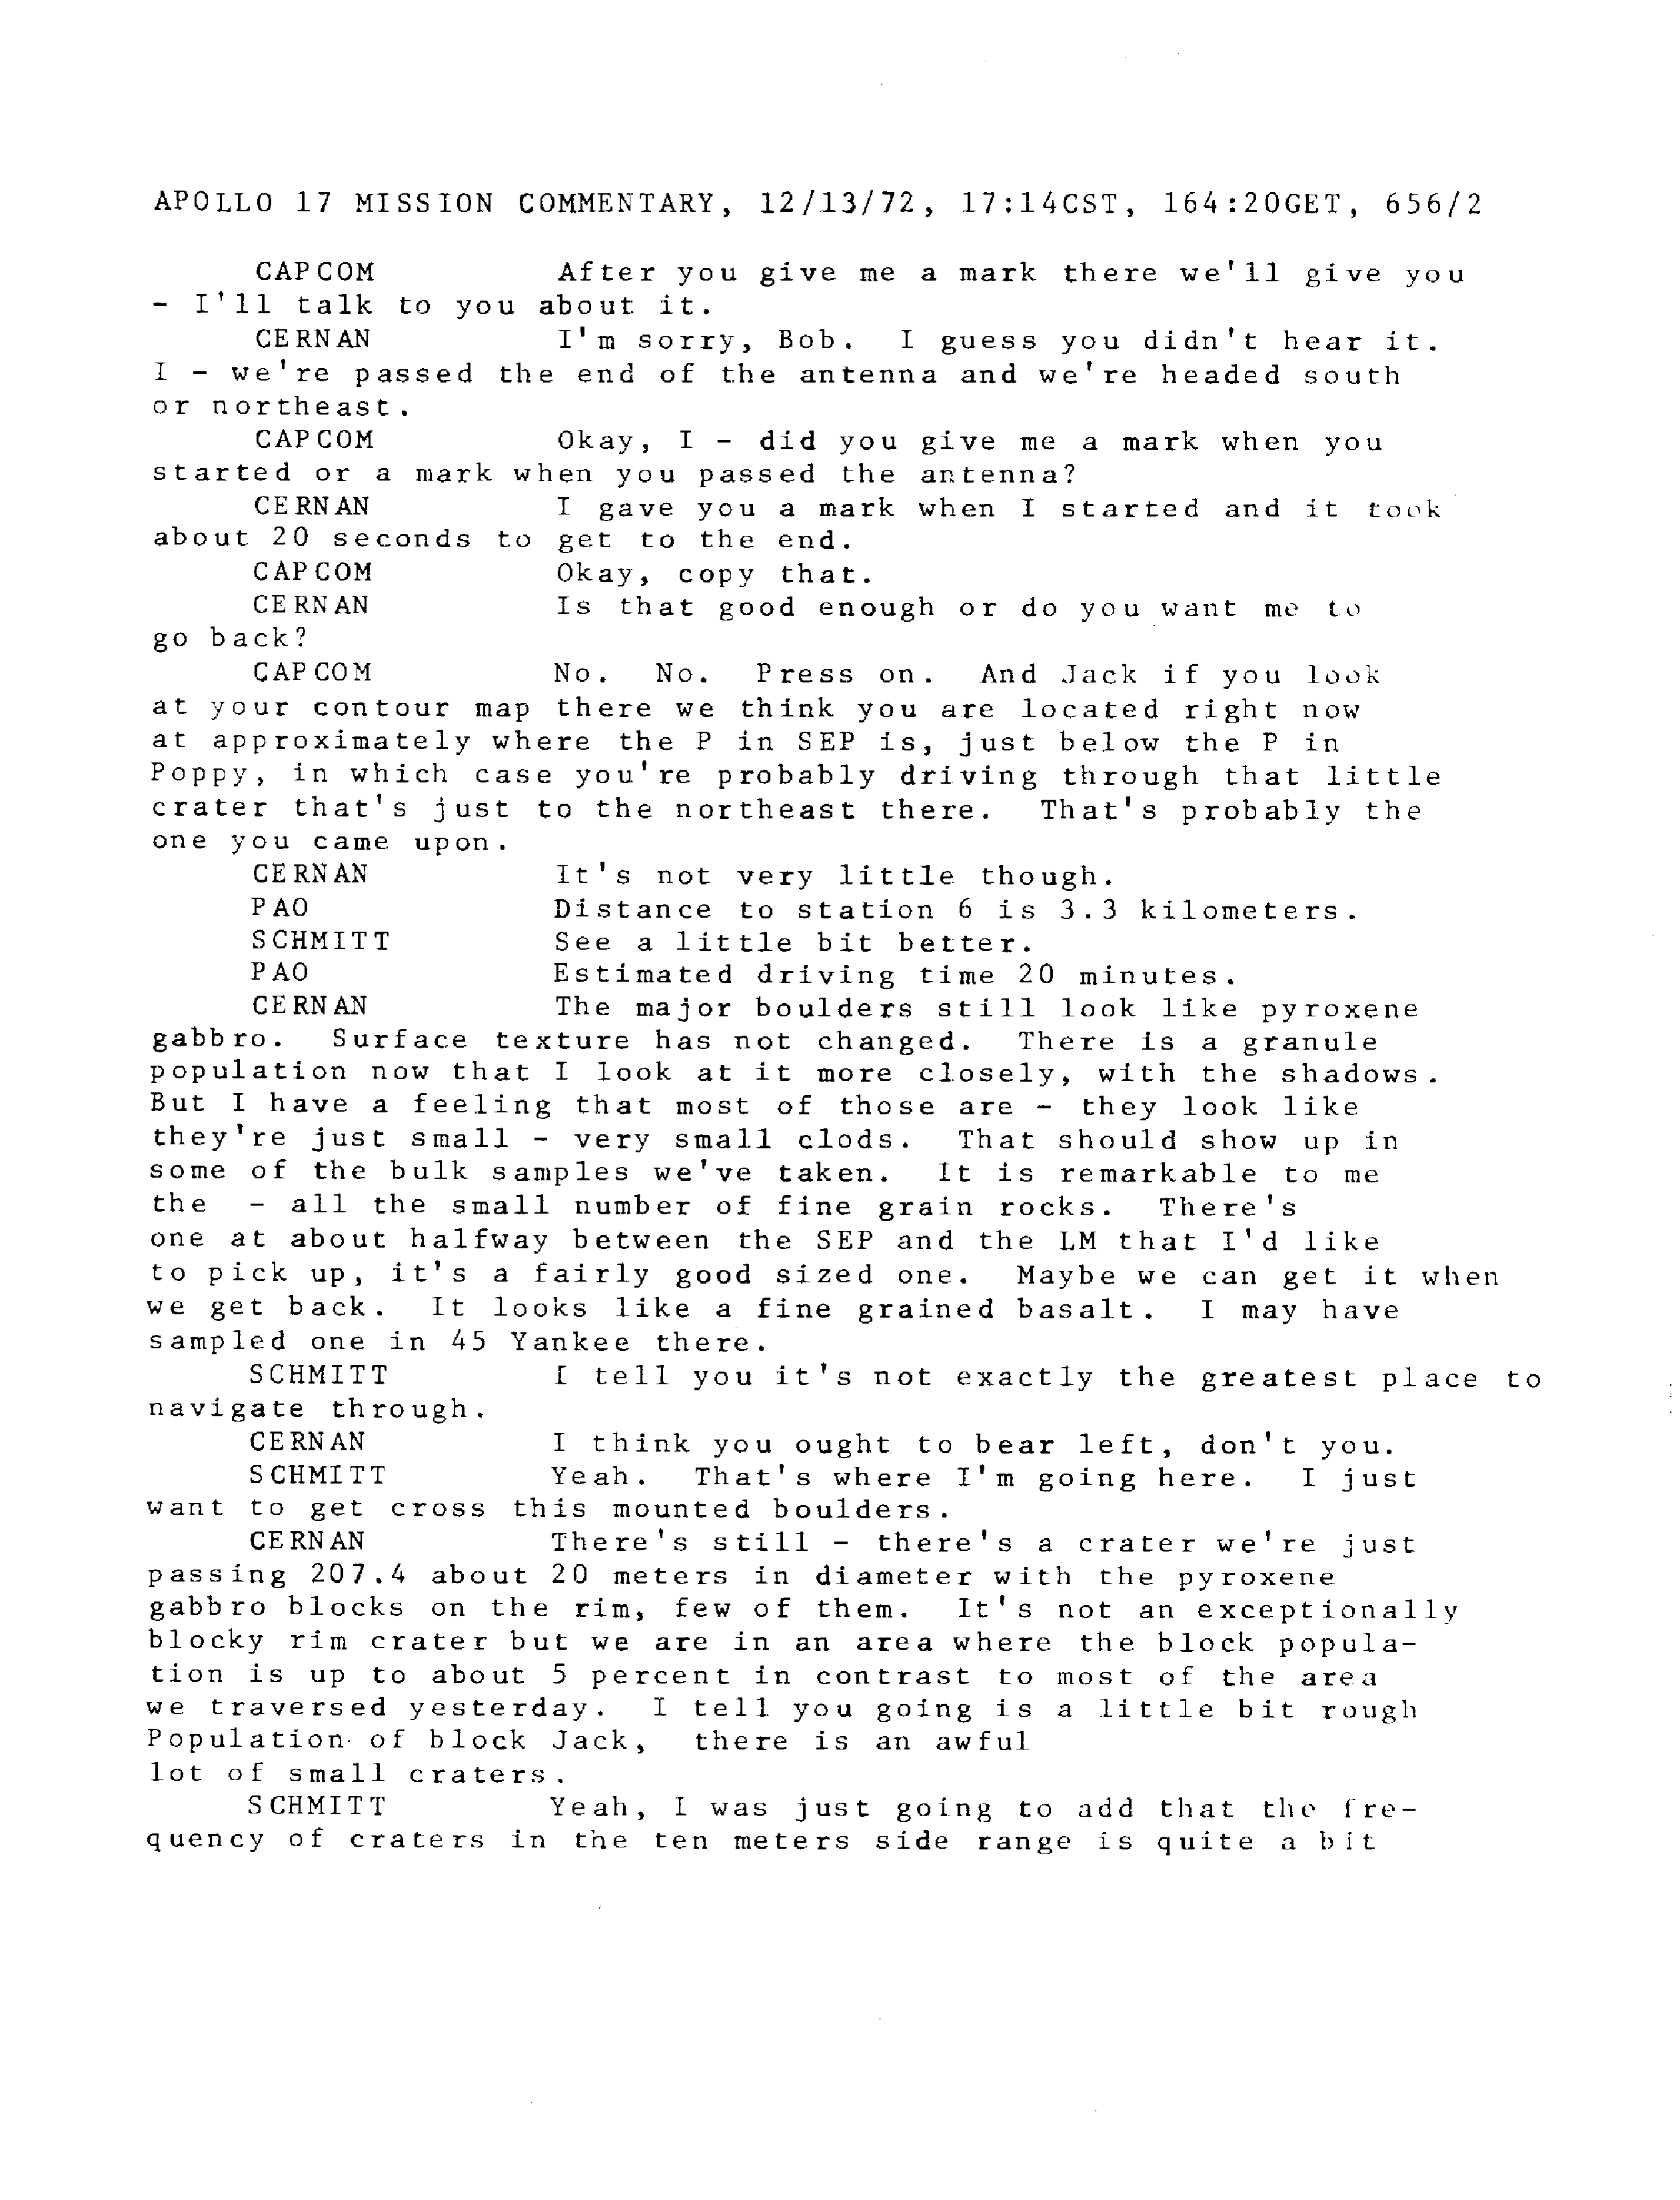 APOLLO 17 MISSION COMMENTARY, 12/13/72, 17:14CST, 164:20GET, 656/2
CAPCOM After you give me a mark there we'll give you
- I'll talk to you about it.
CERNAN I'm sorry, Bob. I guess you didn't hear it.
I - we're passed the end of the antenna and we're headed south
or northeast.
CAPCOM Okay, I - did you give me a mark when you
started or a mark when you passed the antenna?
CERNAN I gave you a mark when I started and it took
about 20 seconds to get to the end.
CAPCOM Okay, copy that.
CERNAN Is that good enough or do you want me to
go back?
CAPCOM No. No. Press on. And Jack if you look
at your contour map there we think you are located right now
at approximately where the P in SEP is, just below the P in
Poppy, in which case you're probably driving through that little
crater that's just to the northeast there. That's probably the
one you came upon.
CERNAN It's not very little though.
PAO Distance to station 6 is 3.3 kilometers.
SCHMITT See a little bit better.
PAO Estimated driving time 20 minutes.
CERNAN The major boulders still look like pyroxene
gabbro. Surface texture has not changed. There is a granule
population now that I look at it more closely, with the shadows.
But I have a feeling that most of those are - they look like
they're just small - very small clods. That should show up in
some of the bulk samples we've taken. It is remarkable to me
the - all the small number of fine grain rocks. There's
one at about halfway between the SEP and the LM that I'd like
to pick up, it's a fairly good sized one. Maybe we can get it when
we get back. It looks like a fine grained basalt. I may have
sampled one in 45 Yankee there.
SCHMITT I tell you it's not exactly the greatest place to
navigate through.
CERNAN I think you ought to bear left, don't you.
SCHMITT Yeah. That's where I'm going here. I just
want to get cross this mounted boulders.
CERNAN There's still - there's a crater we're just
passing 207.4 about 20 meters in diameter with the pyroxene
gabbro blocks on the rim, few of them. It's not an exceptionally
blocky rim crater but we are in an area where the block popula-
tion is up to about 5 percent in contrast to most of the area
we traversed yesterday. I tell you going is a little bit rough
Population of block Jack, there is an awful
lot of small craters.
SCHMITT Yeah, I was just going to add that the fre-
quency of craters in the ten meters side range is quite a bit